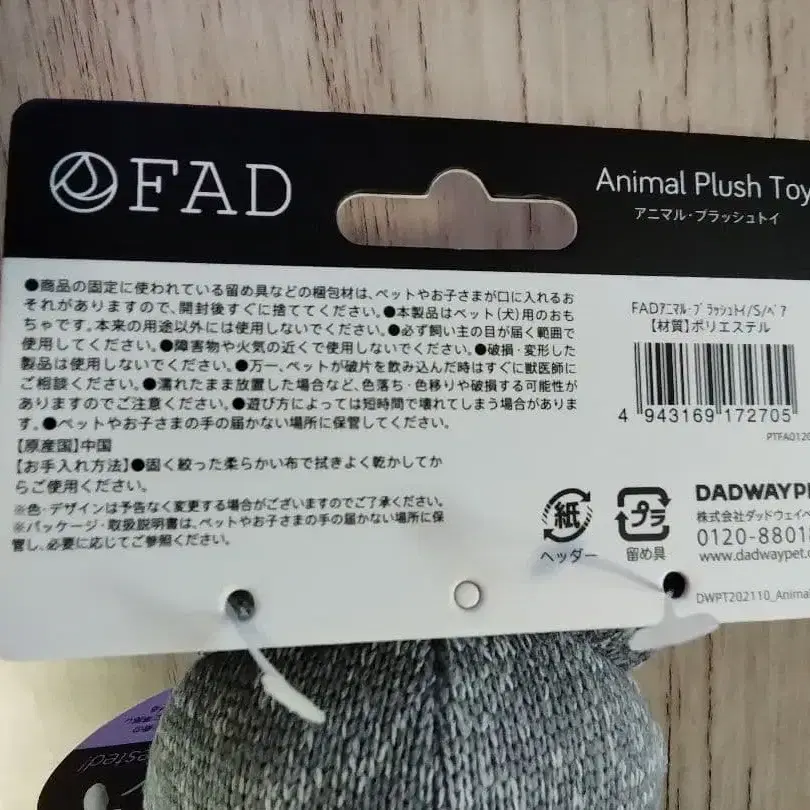 FAD
Animal Plush Toy
アニマル・プラッシュトイ
●商品の固定に使われている留め具などの梱包材は、ペットやお子さまが口に入れるお
それがありますので、開封後すぐに捨ててください。●本製品はペット(犬)用のおも
ちゃです。本来の用途以外には使用しないでください。●必ず飼い主の目が届く範囲で
使用してください。●障害物や火気の近くで使用しないでください。●破損・変形した
製品は使用しないでください。●万一、ペットが破片を飲み込んだ時はすぐに獣医師に
ご相談ください。●濡れたまま放置した場合など、色落ち・色移りや破損する可能性が
ありますのでご注意ください。●遊び方によっては短時間で壊れてしまう場合がありま
す。●ペットやお子さまの手の届かない場所に保管してください。
【原産国】中国
【お手入れ方法】●固く絞った柔らかい布で拭きよく乾かしてか
らご使用ください。
※色・デザインは予告なく変更する場合がございますのでご了承ください。
※パッケージ・取扱説明書は、ペットやお子さまの手の届かない場所に保
管し、必要に応じてご参照ください。
FADｱﾆﾏﾙ･ﾌﾟﾗｯｼｭﾄｲ/S/ﾍﾞｱ
【材質】ポリエステル
4 943169 172705
PTFA0120
紙
ヘッダー
プラ
留め具
DADWAYPE
株式会社ダッドウェイペ
0120-88018
www.dadwaypet.c
DWPT202110_Animal
ested!